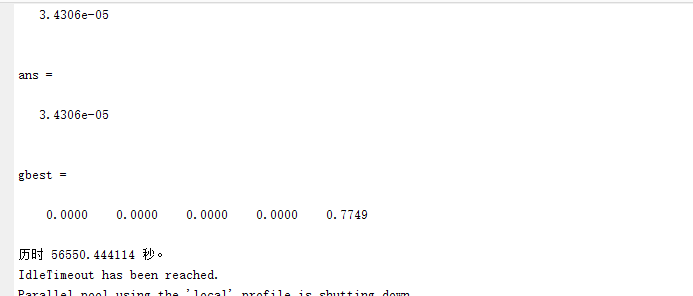 3.4306e-05
ans =
3.4306e-05
gbest =
0.0000 0.0000 0.0000 0.0000 0.7749
历时 56550.444114 秒。
IdleTimeout has been reached.
Parallel pool using the 'local' profile is shutting down